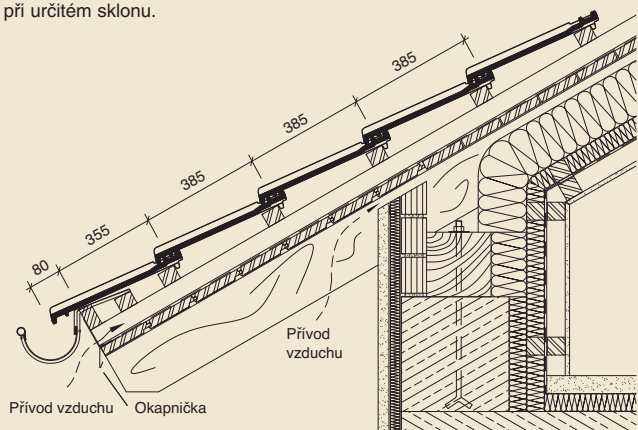 při určitém sklonu.
385
385
385
355
80
Přívod
vzduchu
Přívod vzduchu
Okapnička